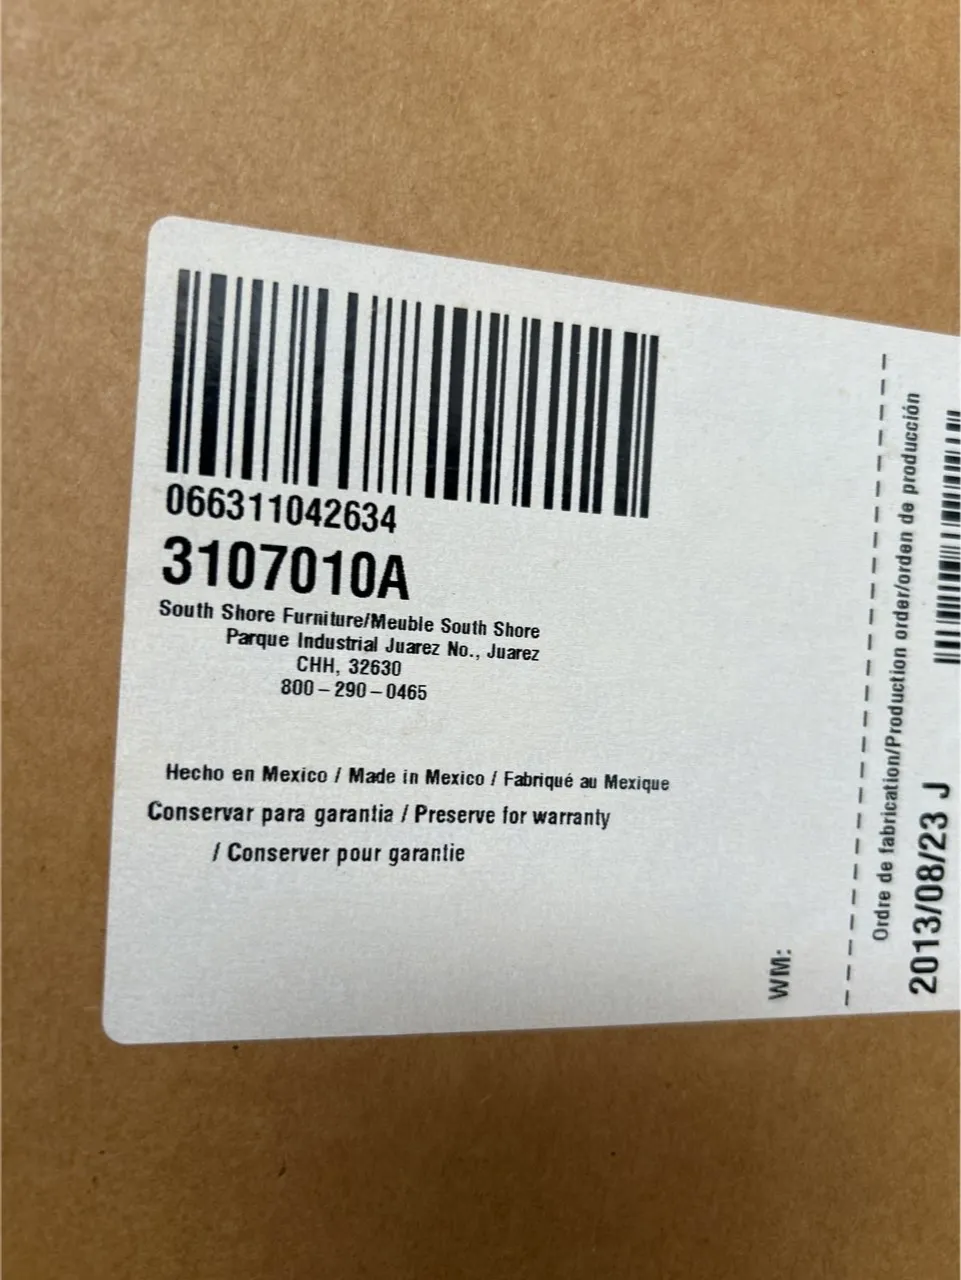 066311042634
3107010A
South Shore Furniture/Meuble South Shore
Parque Industrial Juarez No., Juarez
CHH, 32630
800-290-0465
Hecho en Mexico / Made in Mexico / Fabriqué au Mexique
Conservar para garantia / Preserve for warranty
/ Conserver pour garantie
WM:
Ordre de fabrication/Production order/orden de producción
2013/08/23 J